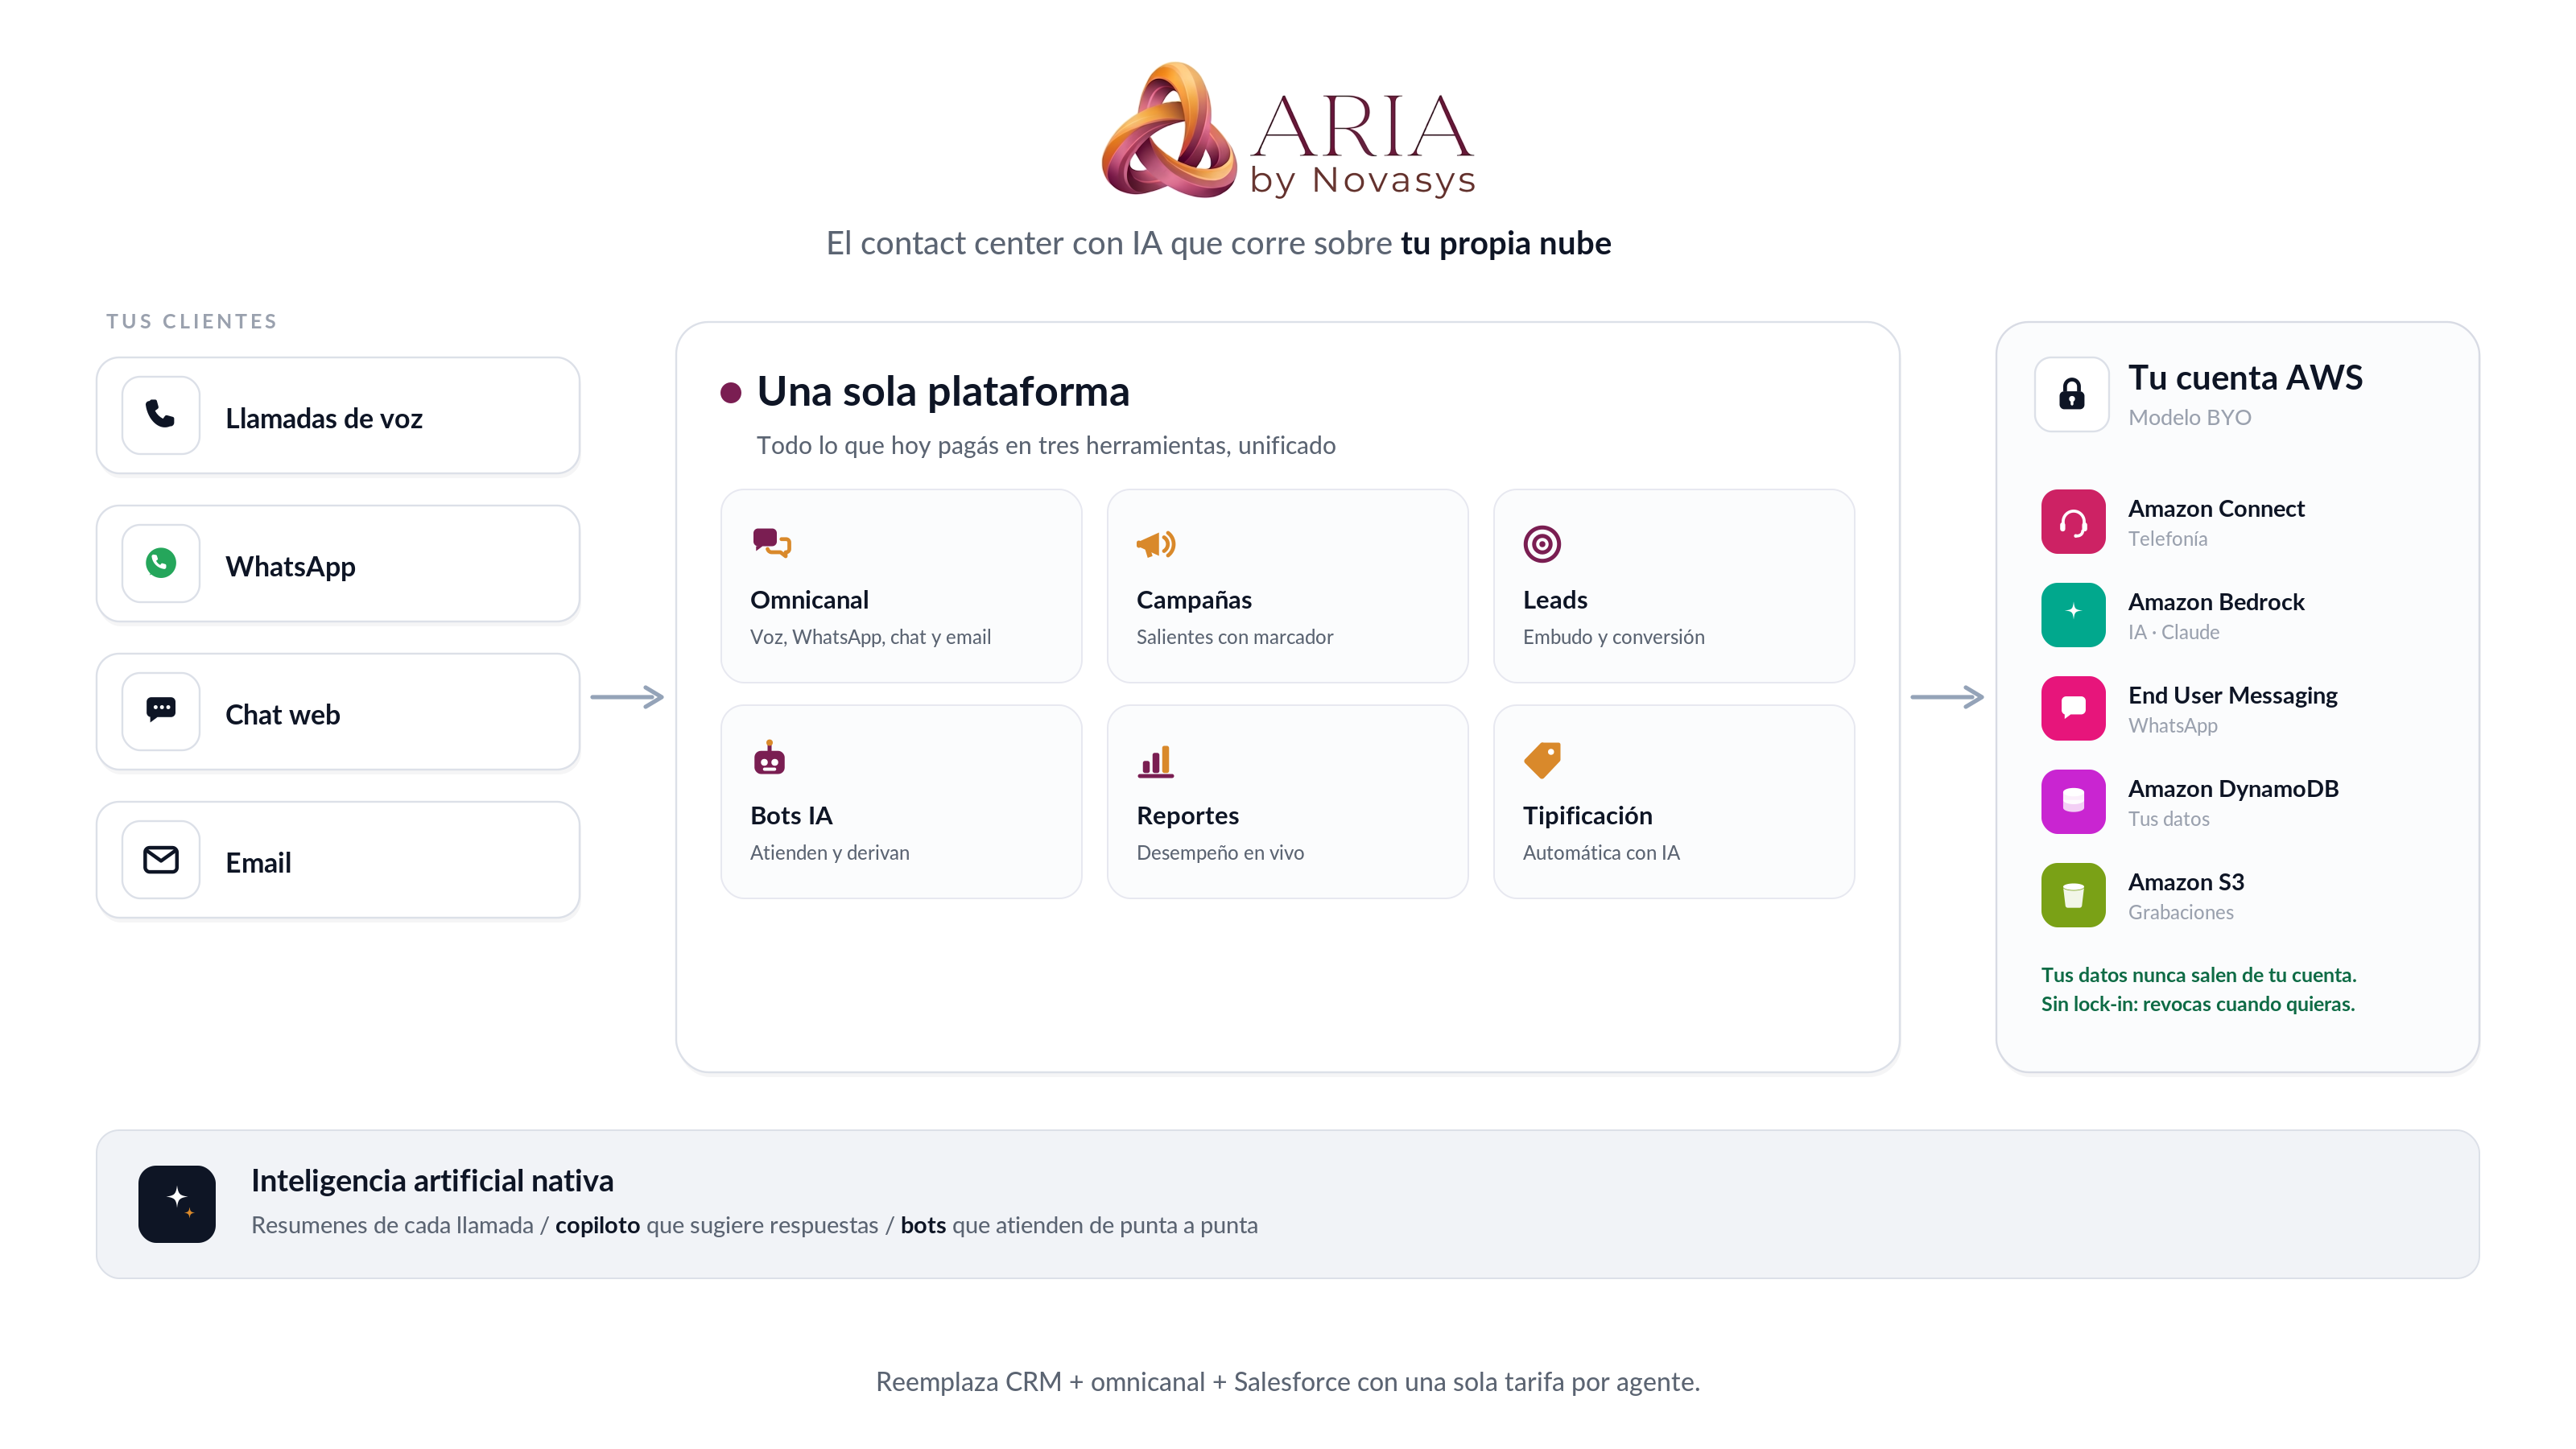 ARIA
by Novasys
El contact center con IA que corre sobre tu propia nube
TUS CLIENTES
Llamadas de voz
WhatsApp
Chat web
Email
Una sola plataforma
Todo lo que hoy pagás en tres herramientas, unificado
Omnicanal
Voz, WhatsApp, chat y email
Campañas
Salientes con marcador
Leads
Embudo y conversión
Bots IA
Atienden y derivan
Reportes
Desempeño en vivo
Tipificación
Automática con IA
Tu cuenta AWS
Modelo BYO
Amazon Connect
Telefonía
Amazon Bedrock
IA · Claude
End User Messaging
WhatsApp
Amazon DynamoDB
Tus datos
Amazon S3
Grabaciones
Tus datos nunca salen de tu cuenta.
Sin lock-in: revocas cuando quieras.
Inteligencia artificial nativa
Resumenes de cada llamada / copiloto que sugiere respuestas / bots que atienden de punta a punta
Reemplaza CRM + omnicanal + Salesforce con una sola tarifa por agente.